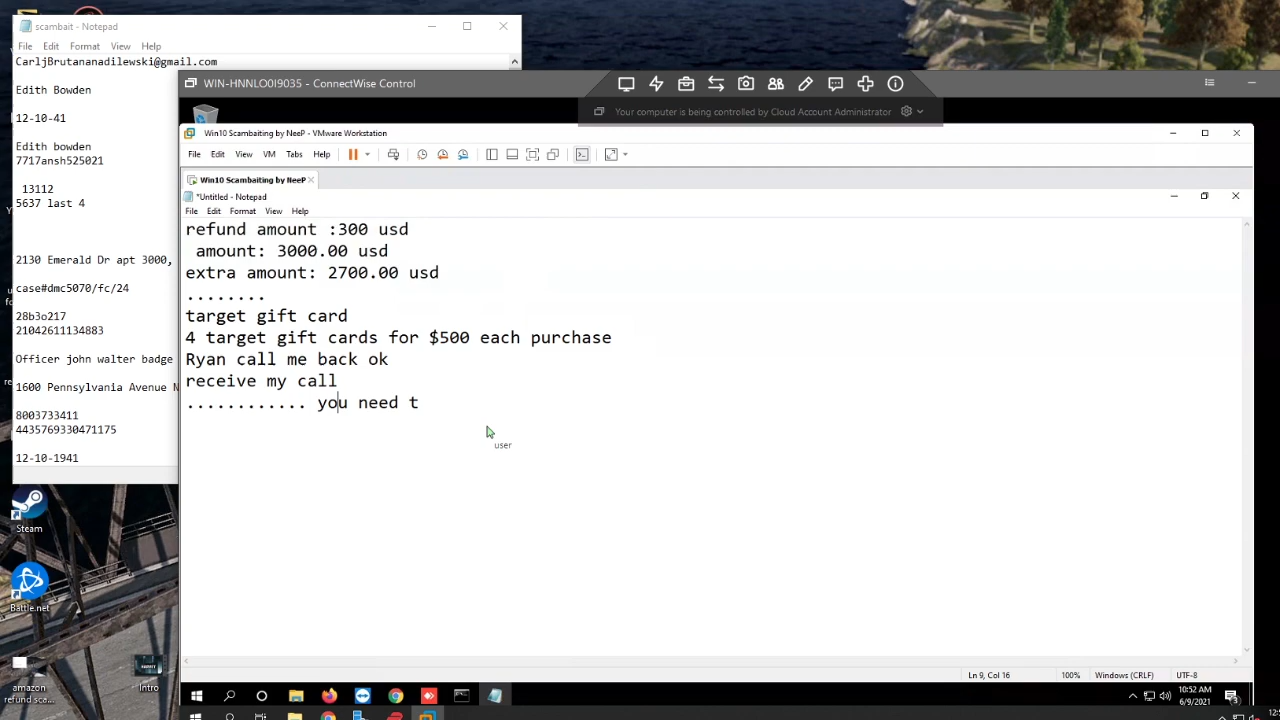 scambait - Notepad
File Edit Format View Help
CarljBrutananadilewski@gmail.com
Edith Bowden
12-10-41
Edith bowden
7717ansh525021
13112
5637 last 4
2130 Emerald Dr apt 3000,
case#dmc5070/fc/24
28b3o217
21042611134883
Officer john walter badge
1600 Pennsylvania Avenue N
8003733411
4435769330471175
12-10-1941
WIN-HNNLO0I9035 - ConnectWise Control
Your computer is being controlled by Cloud Account Administrator
Win10 Scambaiting by NeeP - VMware Workstation
File Edit View VM Tabs Help
Win10 Scambaiting by NeeP
*Untitled - Notepad
File Edit Format View Help
refund amount :300 usd
amount: 3000.00 usd
extra amount: 2700.00 usd
........
target gift card
4 target gift cards for $500 each purchase
Ryan call me back ok
receive my call
............ you need t
user
Ln 9, Col 16 100% Windows (CRLF) UTF-8
10:52 AM
6/9/2021
3
Steam
Battle.net
amazon
refund sca...
Intro